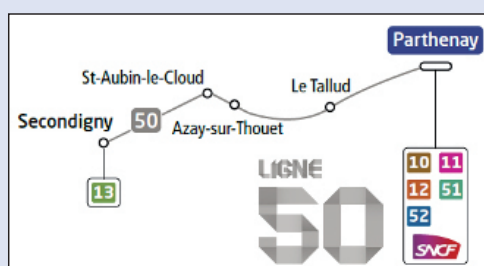 Parthenay
St-Aubin-le-Cloud
Le Tallud
Secondigny
50
Azay-sur-Thouet
13
LIGNE
50
10 11
12 51
52
SNCF